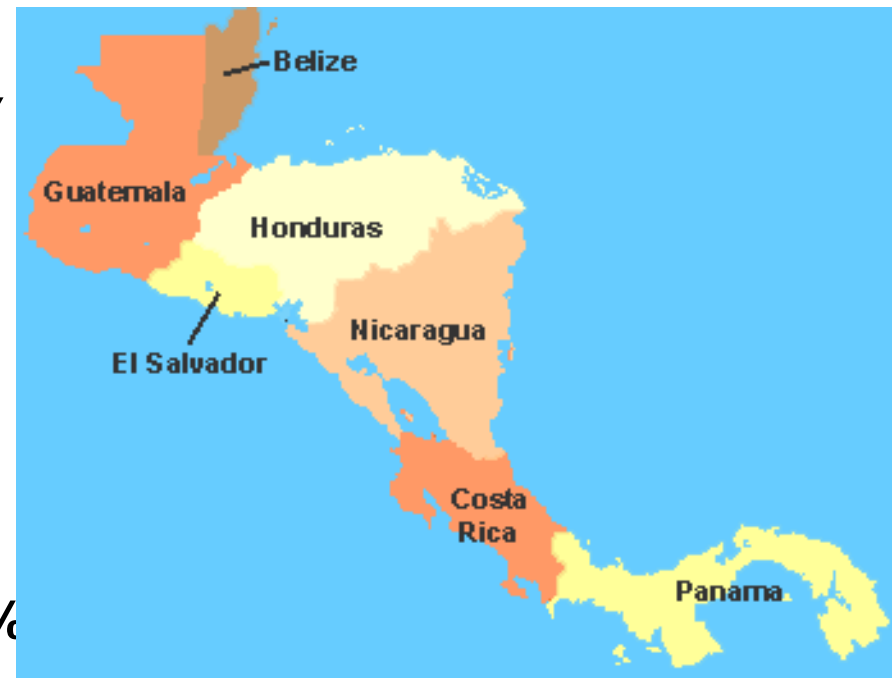 Belize
Guatemala
Honduras
Nicaragua
El Salvador
Costa
Rica
Panama
%